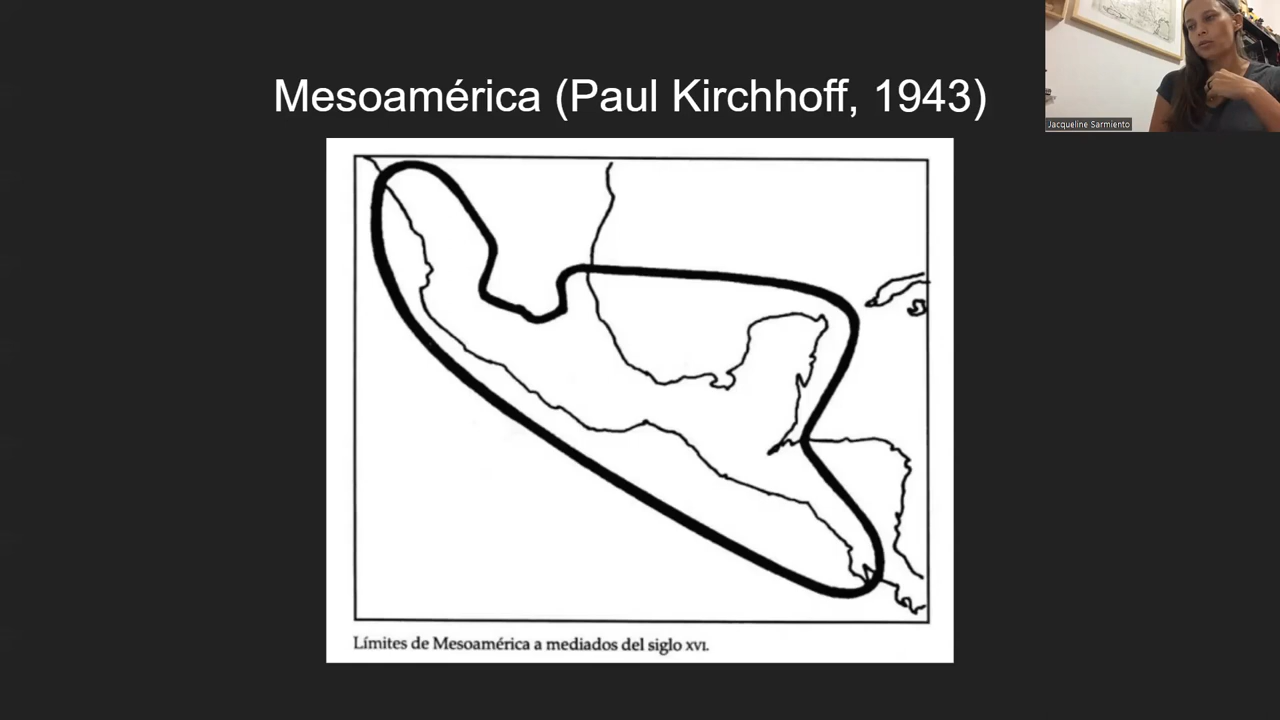 Mesoamérica (Paul Kirchhoff, 1943)
Jacqueline Sarmiento
Límites de Mesoamérica a mediados del siglo XVI.